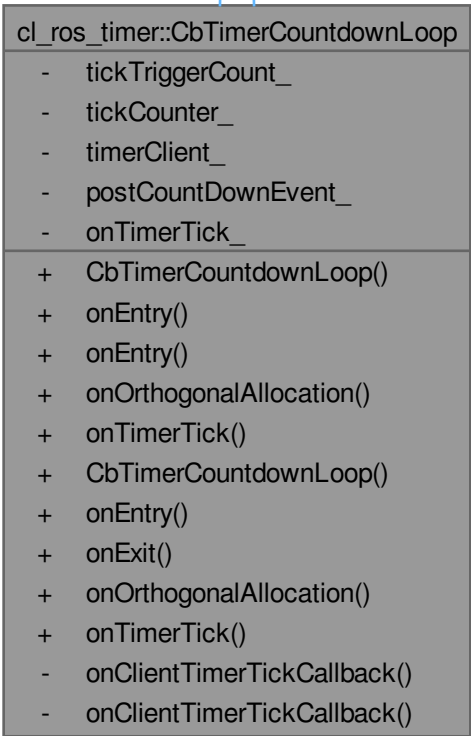 cl_ros_timer::CbTimerCountdownLoop
- tickTriggerCount_
- tickCounter_
- timerClient_
- postCountDownEvent_
- onTimerTick_
+ CbTimerCountdownLoop()
+ onEntry()
+ onEntry()
+ onOrthogonalAllocation()
+ onTimerTick()
+ CbTimerCountdownLoop()
+ onEntry()
+ onExit()
+ onOrthogonalAllocation()
+ onTimerTick()
- onClientTimerTickCallback()
- onClientTimerTickCallback()